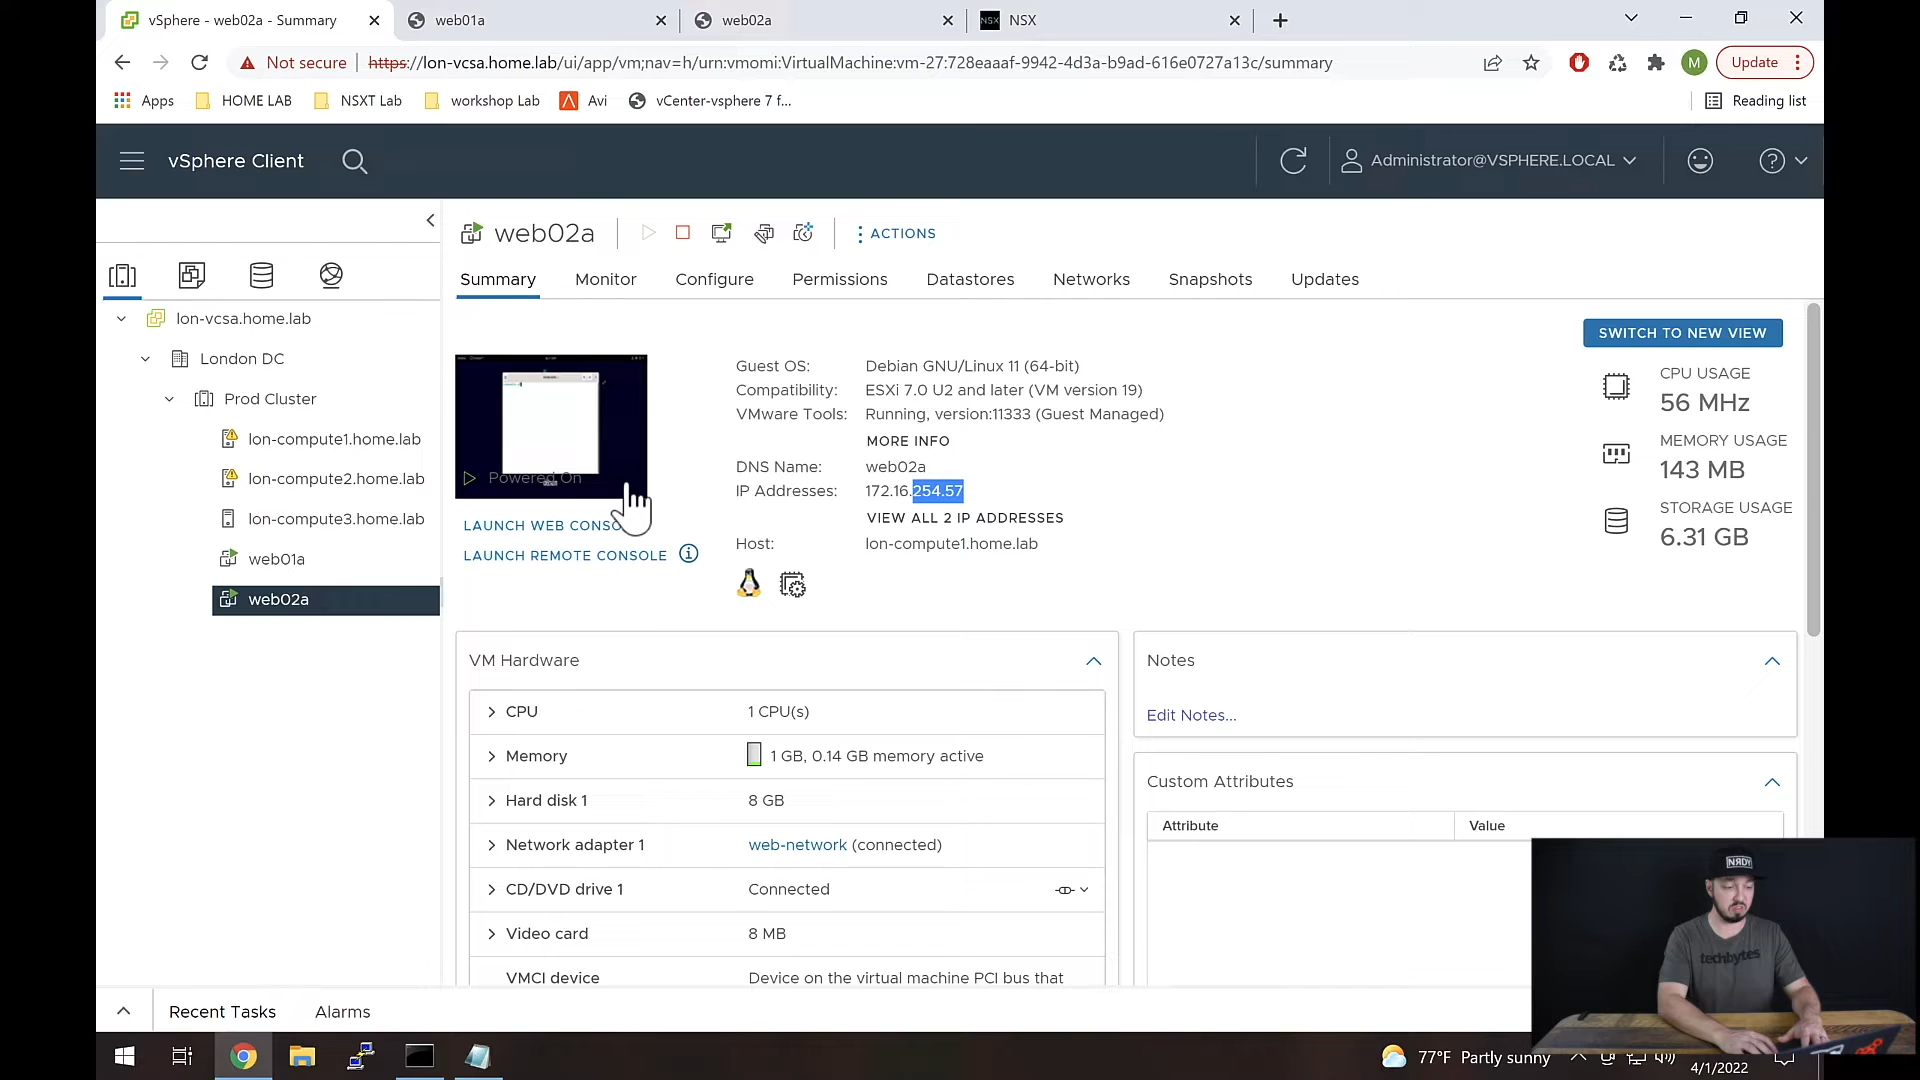 vSphere - web02a - Summary
web01a
web02a
NSX NSX
Not secure https://lon-vcsa.home.lab/ui/app/vm;nav=h/urn:vmomi:VirtualMachine:vm-27:728eaaaf-9942-4d3a-b9ad-616e0727a13c/summary
M Update
Apps HOME LAB NSXT Lab workshop Lab Avi vCenter-vsphere 7 f... Reading list
vSphere Client Administrator@VSPHERE.LOCAL
web02a ACTIONS
Summary Monitor Configure Permissions Datastores Networks Snapshots Updates
lon-vcsa.home.lab
London DC
Prod Cluster
lon-compute1.home.lab
lon-compute2.home.lab
lon-compute3.home.lab
web01a
web02a
Powered On
LAUNCH WEB CONSO
LAUNCH REMOTE CONSOLE
Guest OS: Debian GNU/Linux 11 (64-bit)
Compatibility: ESXi 7.0 U2 and later (VM version 19)
VMware Tools: Running, version:11333 (Guest Managed)
MORE INFO
DNS Name: web02a
IP Addresses: 172.16.254.57
VIEW ALL 2 IP ADDRESSES
Host: lon-compute1.home.lab
SWITCH TO NEW VIEW
CPU USAGE
56 MHz
MEMORY USAGE
143 MB
STORAGE USAGE
6.31 GB
VM Hardware
CPU 1 CPU(s)
Memory 1 GB, 0.14 GB memory active
Hard disk 1 8 GB
Network adapter 1 web-network (connected)
CD/DVD drive 1 Connected
Video card 8 MB
VMCI device Device on the virtual machine PCI bus that
Notes
Edit Notes...
Custom Attributes
Attribute Value
Recent Tasks Alarms
techbytes
77°F Partly sunny
4/1/2022